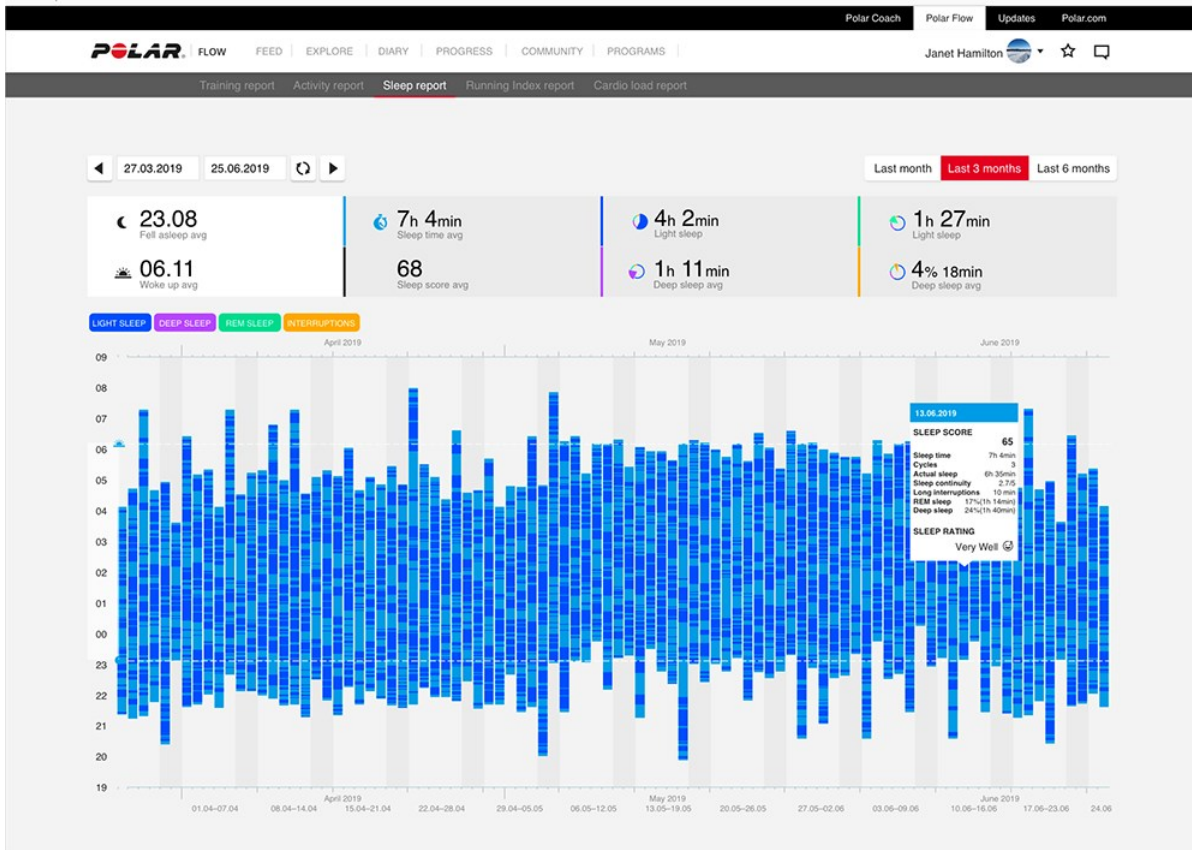 Polar Coach Polar Flow Updates Polar.com
POLAR. FLOW FEED EXPLORE DIARY PROGRESS COMMUNITY PROGRAMS Janet Hamilton
Training report Activity report Sleep report Running Index report Cardio load report
27.03.2019 25.06.2019 Last month Last 3 months Last 6 months
23.08 7h 4min 4h 2min 1h 27min
Fell asleep avg Sleep time avg Light sleep Light sleep
06.11 68 1h 11min 4% 18min
Woke up avg Sleep score avg Deep sleep avg Deep sleep avg
LIGHT SLEEP DEEP SLEEP REM SLEEP INTERRUPTIONS
April 2019 May 2019 June 2019
09
08
07
06
05
04
03
02
01
00
23
22
21
20
19
13.06.2019
SLEEP SCORE
65
Sleep time 7h 4min
Cycles 3
Actual sleep 6h 35min
Sleep continuity 2.7/5
Long interruptions 10 min
REM sleep 17%(1h 14min)
Deep sleep 24%(1h 40min)
SLEEP RATING
Very Well
April 2019 May 2019 June 2019
01.04–07.04 08.04–14.04 15.04–21.04 22.04–28.04 29.04–05.05 06.05–12.05 13.05–19.05 20.05–26.05 27.05–02.06 03.06–09.06 10.06–16.06 17.06–23.06 24.06